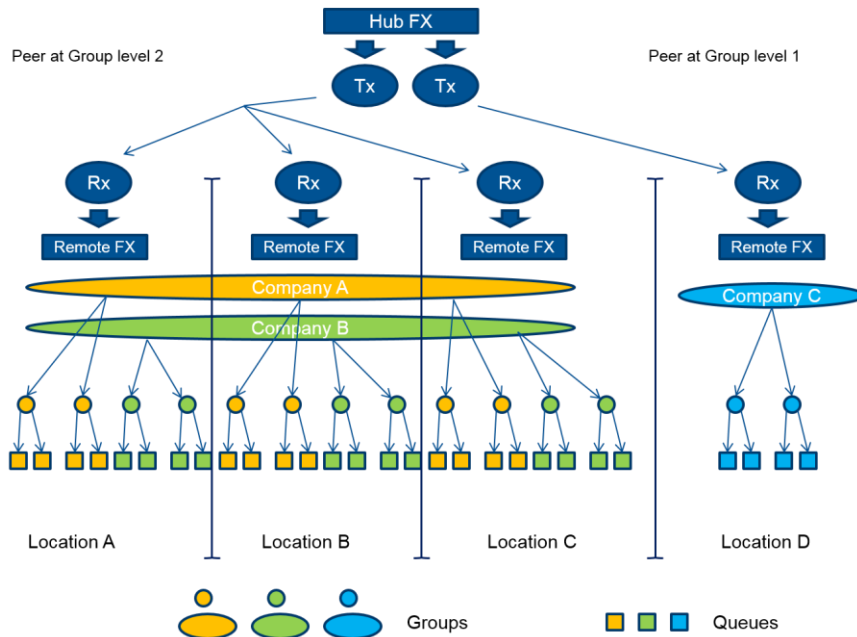 Hub FX
Peer at Group level 2
Peer at Group level 1
Tx
Tx
Rx
Rx
Rx
Rx
Remote FX
Remote FX
Remote FX
Remote FX
Company A
Company C
Company B
Location A
Location B
Location C
Location D
Groups
Queues